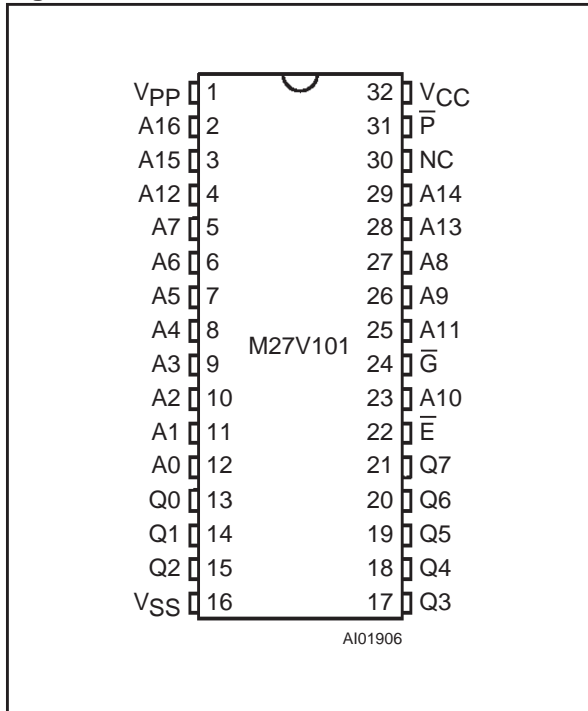 VPP 1 32 VCC
A16 2 31 P̅
A15 3 30 NC
A12 4 29 A14
A7 5 28 A13
A6 6 27 A8
A5 7 26 A9
A4 8 25 A11
M27V101
A3 9 24 G̅
A2 10 23 A10
A1 11 22 E̅
A0 12 21 Q7
Q0 13 20 Q6
Q1 14 19 Q5
Q2 15 18 Q4
VSS 16 17 Q3
AI01906